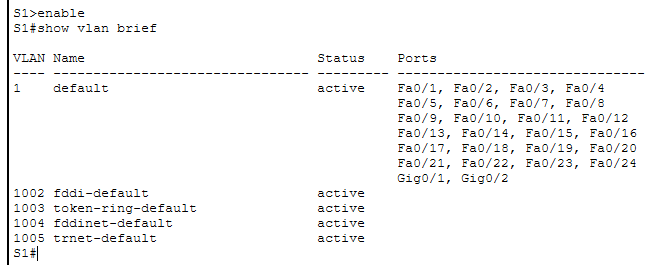 S1>enable
S1#show vlan brief
VLAN Name                             Status    Ports
---- -------------------------------- --------- -------------------------------
1    default                          active    Fa0/1, Fa0/2, Fa0/3, Fa0/4
                                                Fa0/5, Fa0/6, Fa0/7, Fa0/8
                                                Fa0/9, Fa0/10, Fa0/11, Fa0/12
                                                Fa0/13, Fa0/14, Fa0/15, Fa0/16
                                                Fa0/17, Fa0/18, Fa0/19, Fa0/20
                                                Fa0/21, Fa0/22, Fa0/23, Fa0/24
                                                Gig0/1, Gig0/2
1002 fddi-default                     active
1003 token-ring-default               active
1004 fddinet-default                  active
1005 trnet-default                    active
S1#